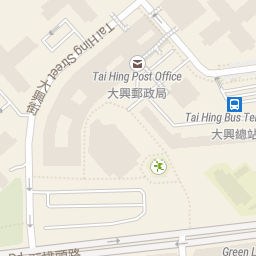 Tai Hing Street 大興街
Tai Hing Post Office
大興郵政局
Tai Hing Bus Te
大興總站
Rd
Green L